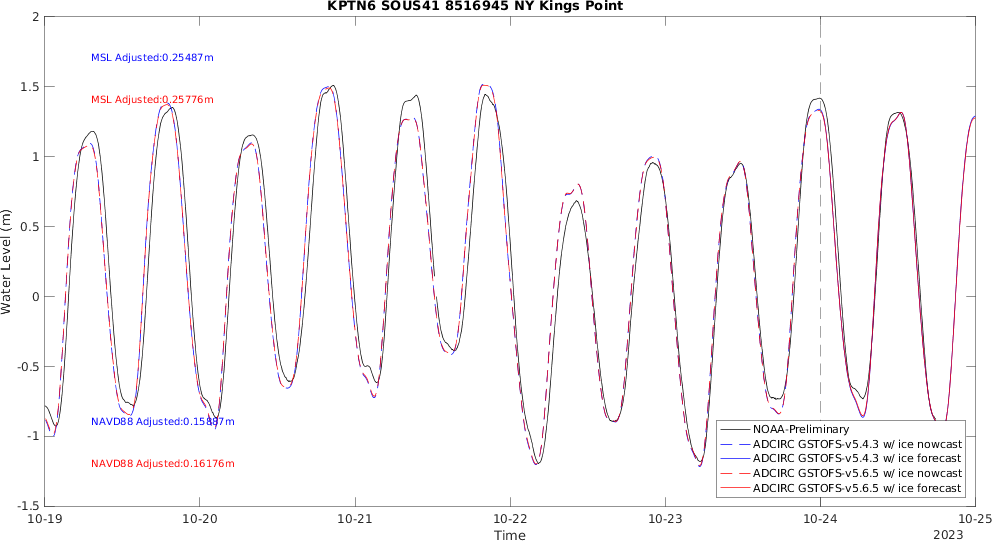 KPTN6 SOUS41 8516945 NY Kings Point
2
1.5
1
0.5
0
-0.5
-1
-1.5
Water Level (m)
MSL Adjusted:0.25487m
MSL Adjusted:0.25776m
NAVD88 Adjusted:0.15887m
NAVD88 Adjusted:0.16176m
NOAA-Preliminary
ADCIRC GSTOFS-v5.4.3 w/ ice nowcast
ADCIRC GSTOFS-v5.4.3 w/ ice forecast
ADCIRC GSTOFS-v5.6.5 w/ ice nowcast
ADCIRC GSTOFS-v5.6.5 w/ ice forecast
10-19 10-20 10-21 10-22 10-23 10-24 10-25
Time
2023